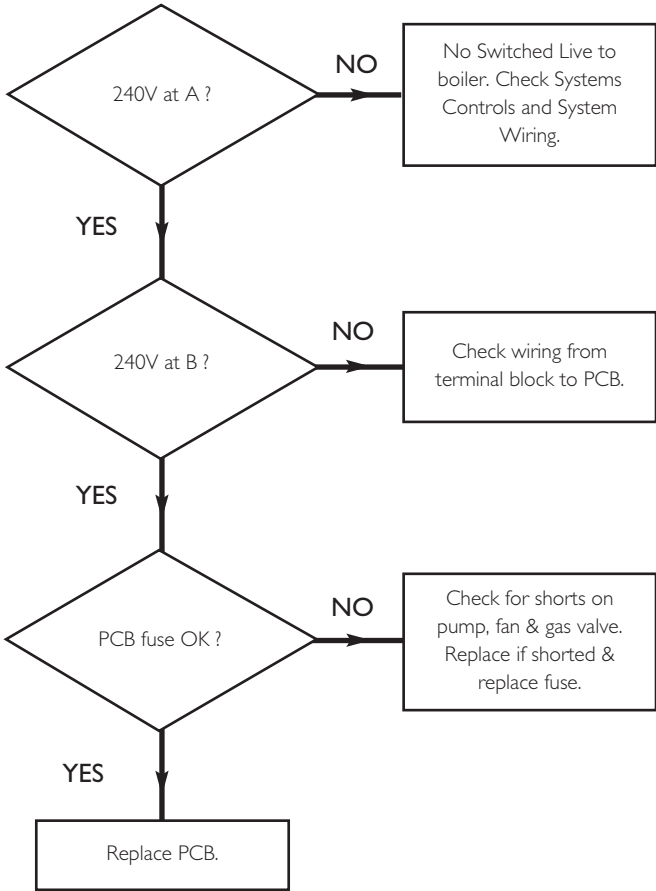 240V at A ?
NO
No Switched Live to
boiler. Check Systems
Controls and System
Wiring.
YES
240V at B ?
NO
Check wiring from
terminal block to PCB.
YES
PCB fuse OK ?
NO
Check for shorts on
pump, fan & gas valve.
Replace if shorted &
replace fuse.
YES
Replace PCB.